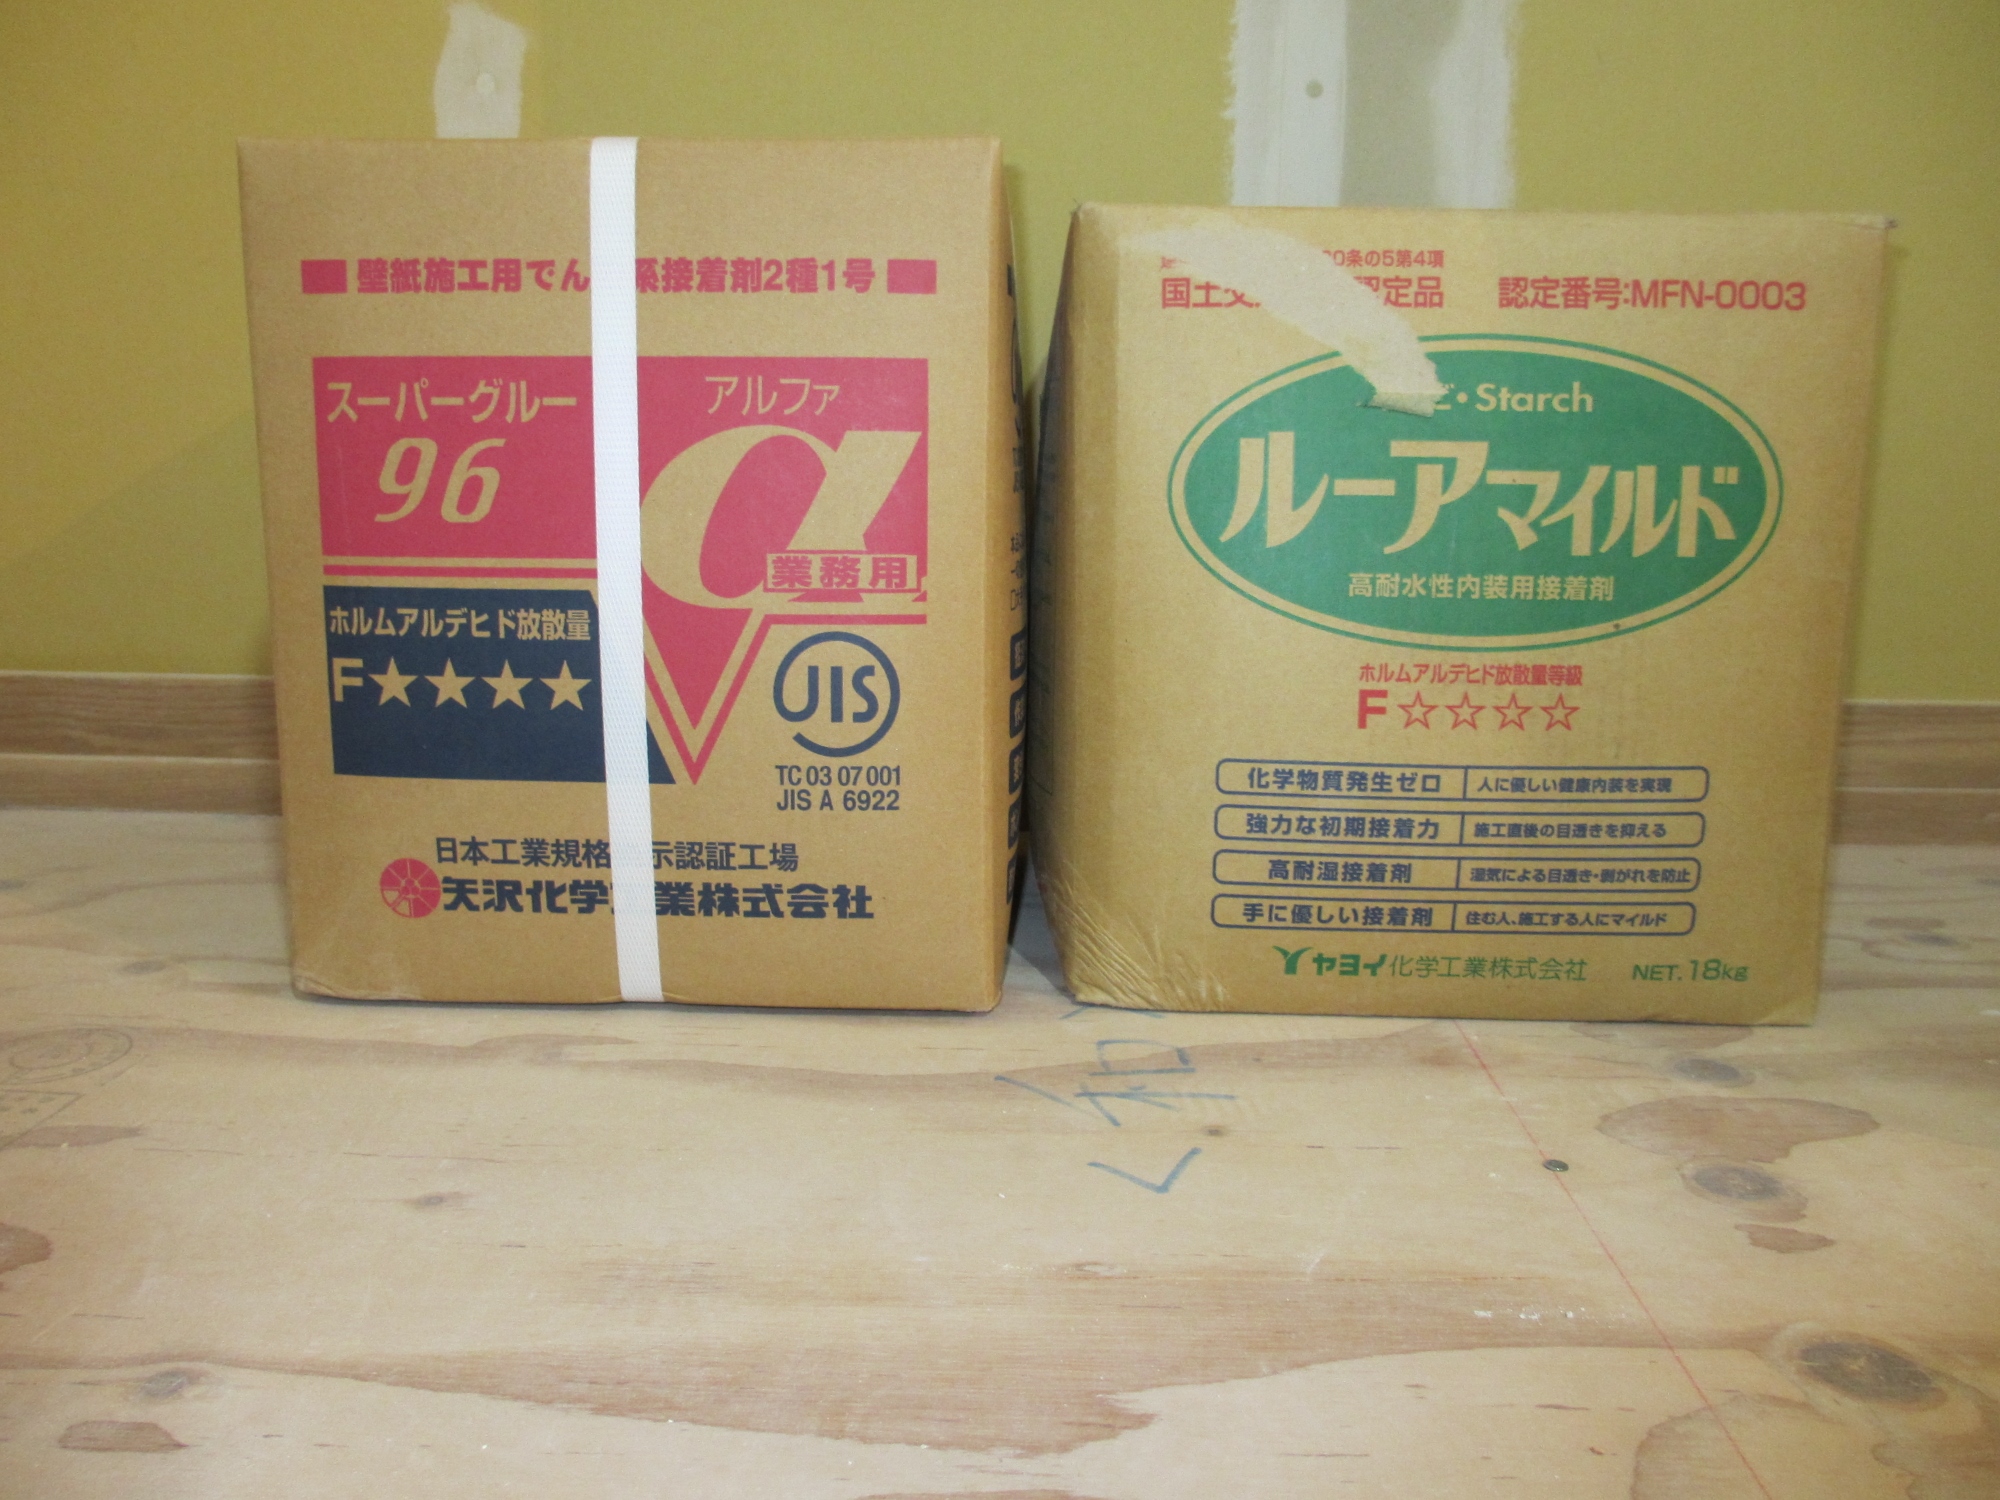 壁紙施工用でん系接着剤2種1号
スーパーグルー
96
アルファ
α
業務用
ホルムアルデヒド放散量
F★★★★
JIS
TC 03 07 001
JIS A 6922
日本工業規格示認証工場
矢沢化学業株式会社
条の5第4項
国土交認定品 認定番号:MFN-0003
・Starch
ルーアマイルド
高耐水性内装用接着剤
ホルムアルデヒド放散量等級
F☆☆☆☆
化学物質発生ゼロ 人に優しい健康内装を実現
強力な初期接着力 施工直後の目透きを抑える
高耐湿接着剤 湿気による目透き・剥がれを防止
手に優しい接着剤 住む人、施工する人にマイルド
ヤヨイ化学工業株式会社 NET. 18kg